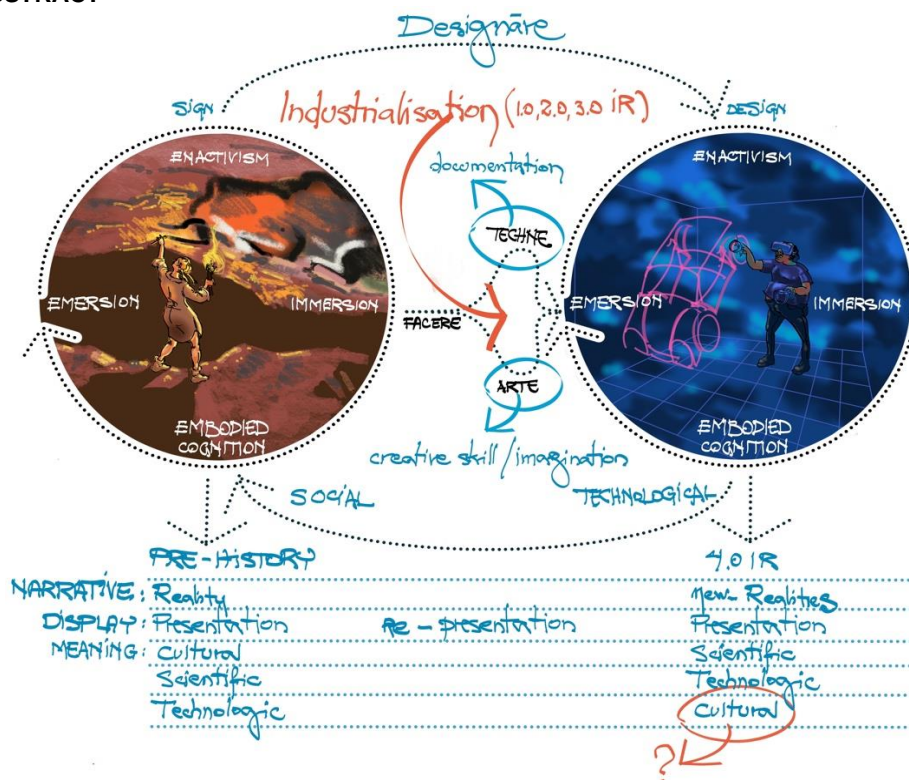 Designāre
SIGN
Industrialisation (1.0, 2.0, 3.0 iR)
DESIGN
ENACTIVISM
EMERSION
IMMERSION
EMBODIED
COGNITION
documentation
TECHNE
FACERE
ARTE
creative skill / imagination
ENACTIVISM
EMERSION
IMMERSION
EMBODIED
COGNITION
SOCIAL
TECHNOLOGICAL
PRE-HiSTORY
4.0 IR
NARRATIVE: Reality
New-Realities
DISPLAY: Presentation
Re-presentation
Presentation
MEANING: Cultural
Scientific
Scientific
Technologic
Technologic
Cultural
?